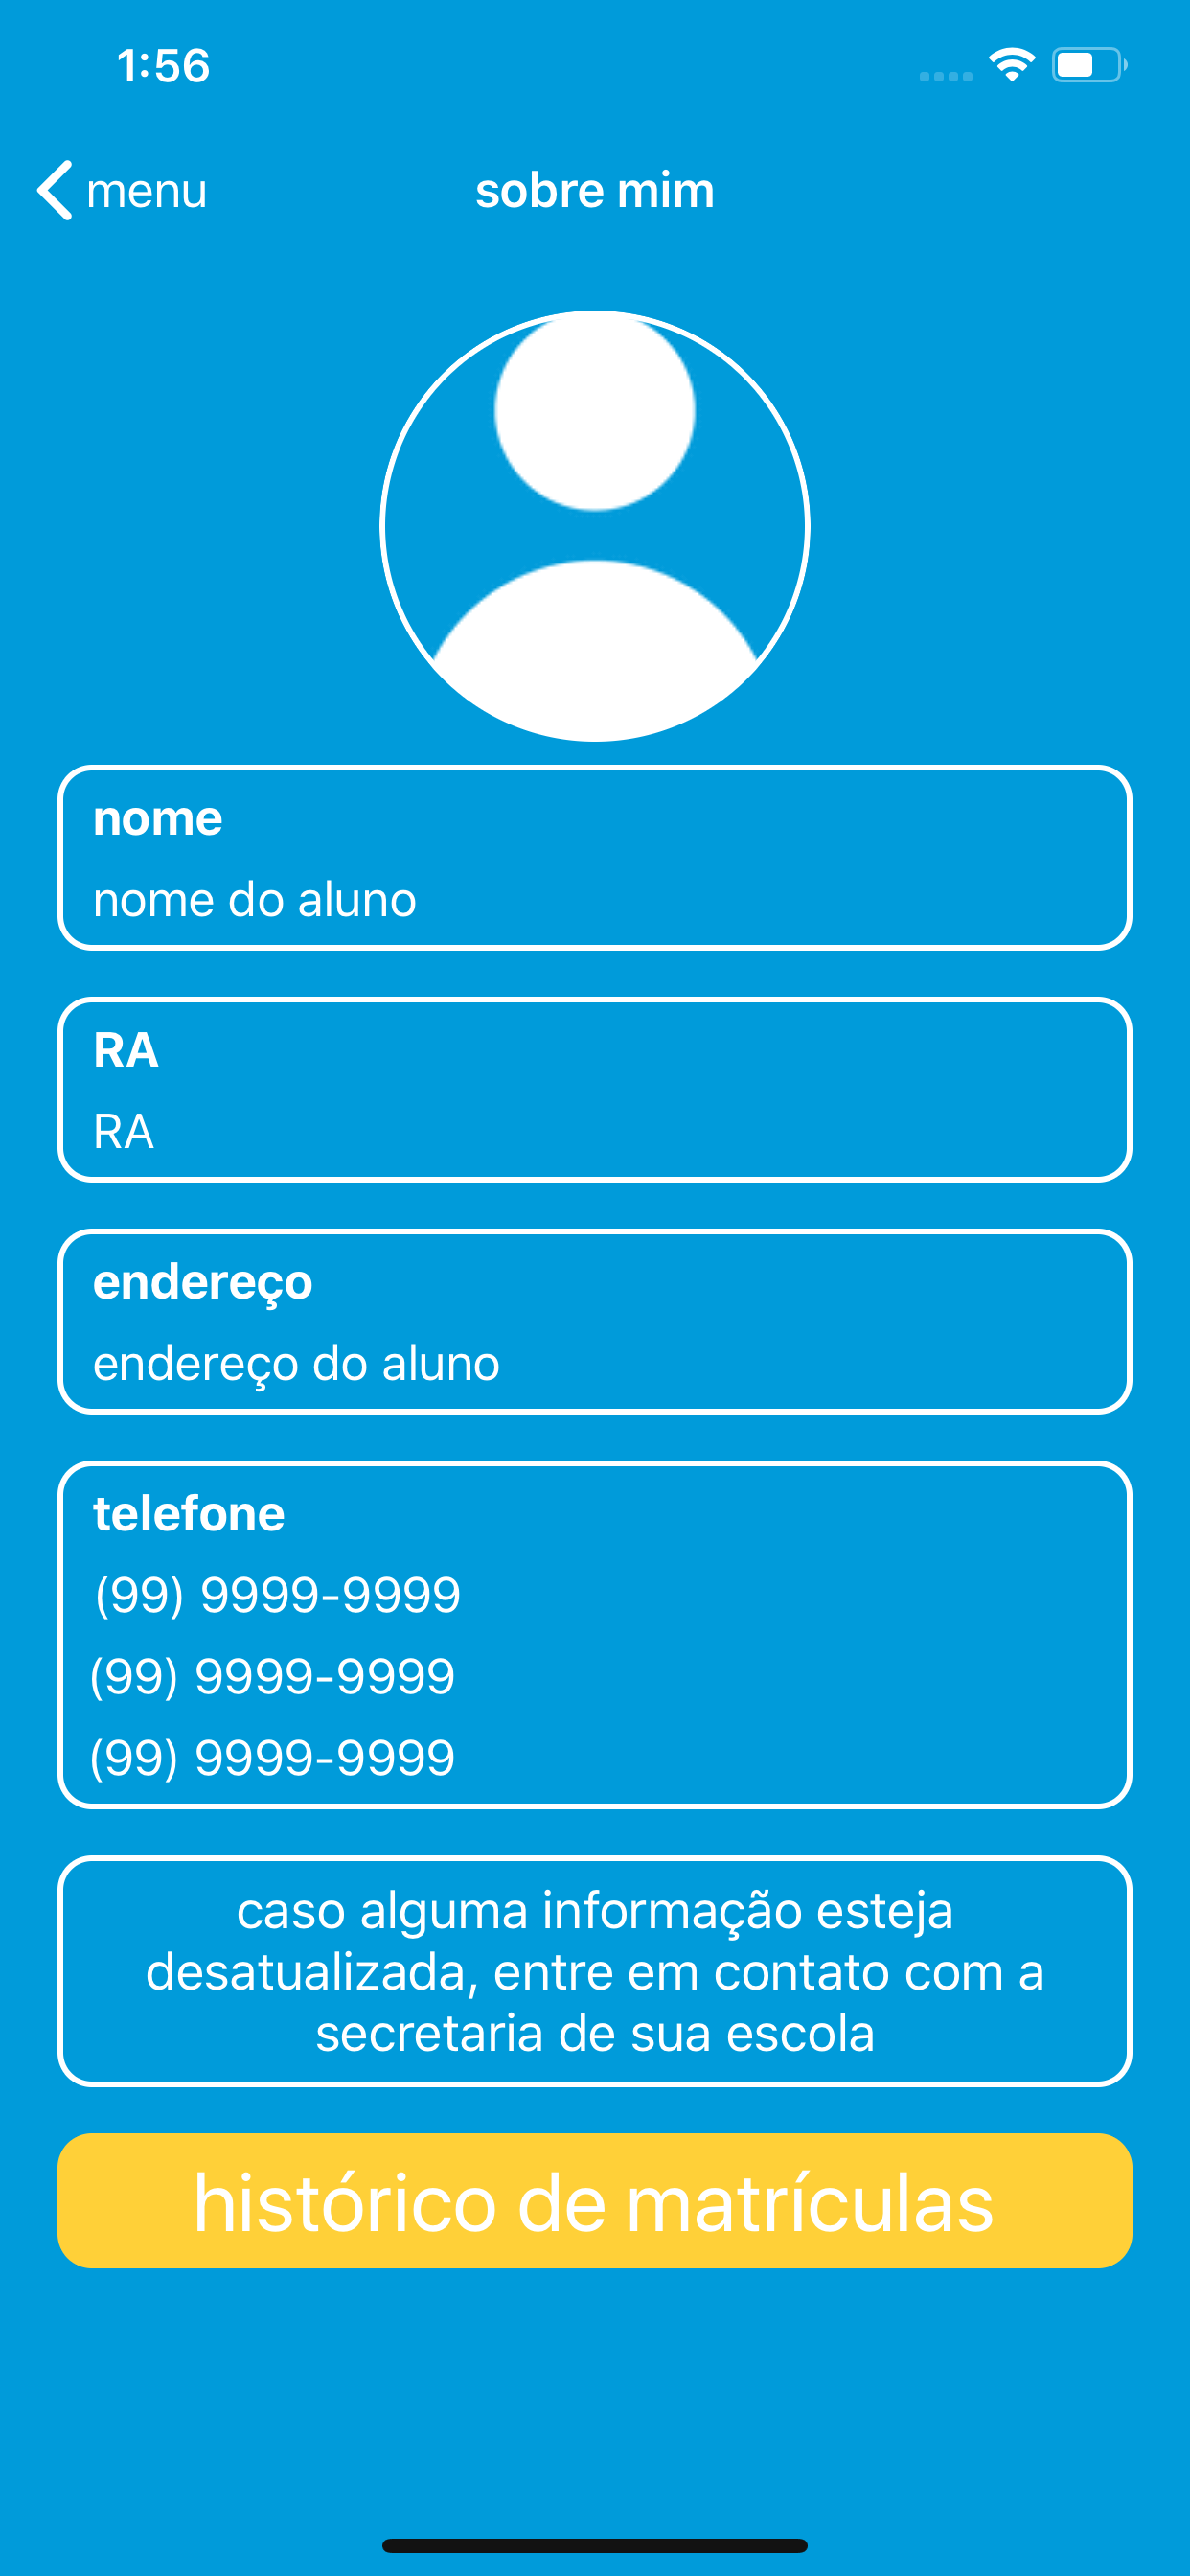 1:56
menu
sobre mim
nome
nome do aluno
RA
RA
endereço
endereço do aluno
telefone
(99) 9999-9999
(99) 9999-9999
(99) 9999-9999
caso alguma informação esteja
desatualizada, entre em contato com a
secretaria de sua escola
histórico de matrículas